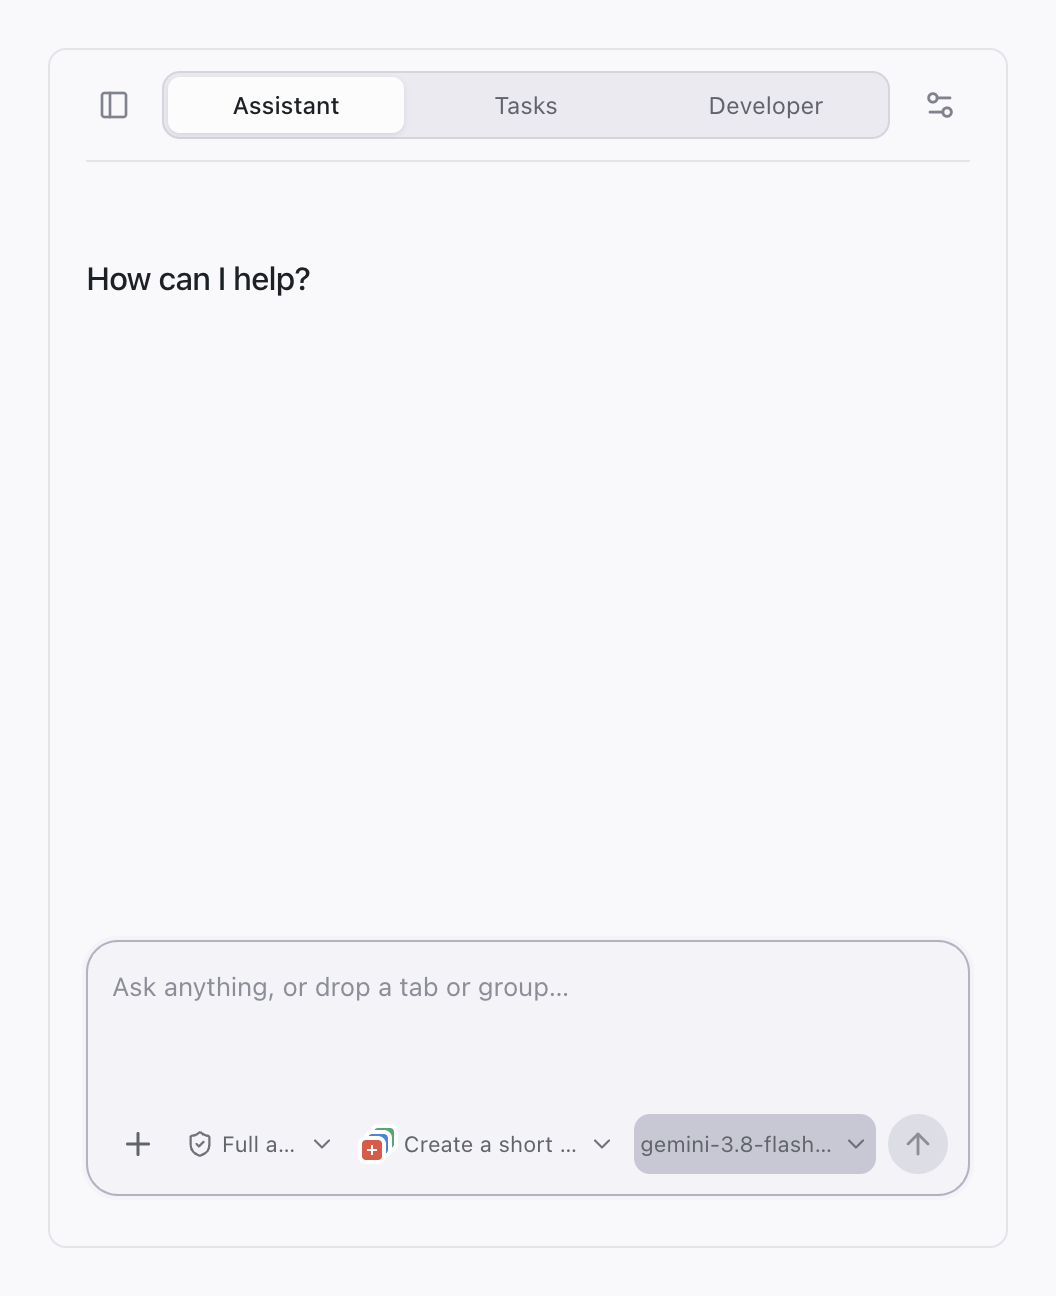 Assistant Tasks Developer
How can I help?
Ask anything, or drop a tab or group...
Full a... Create a short ... gemini-3.8-flash...